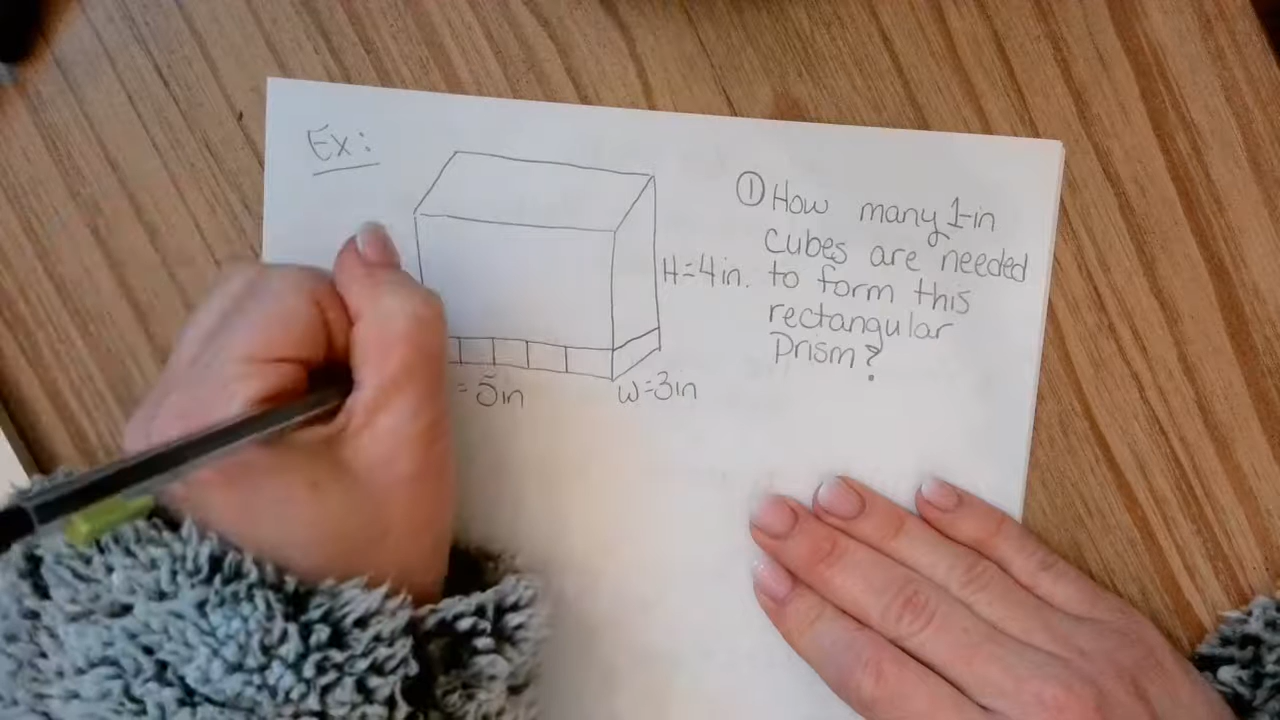 Ex:
① How many 1-in
cubes are needed
to form this
rectangular
Prism?
H=4in.
= 5in
W=3in